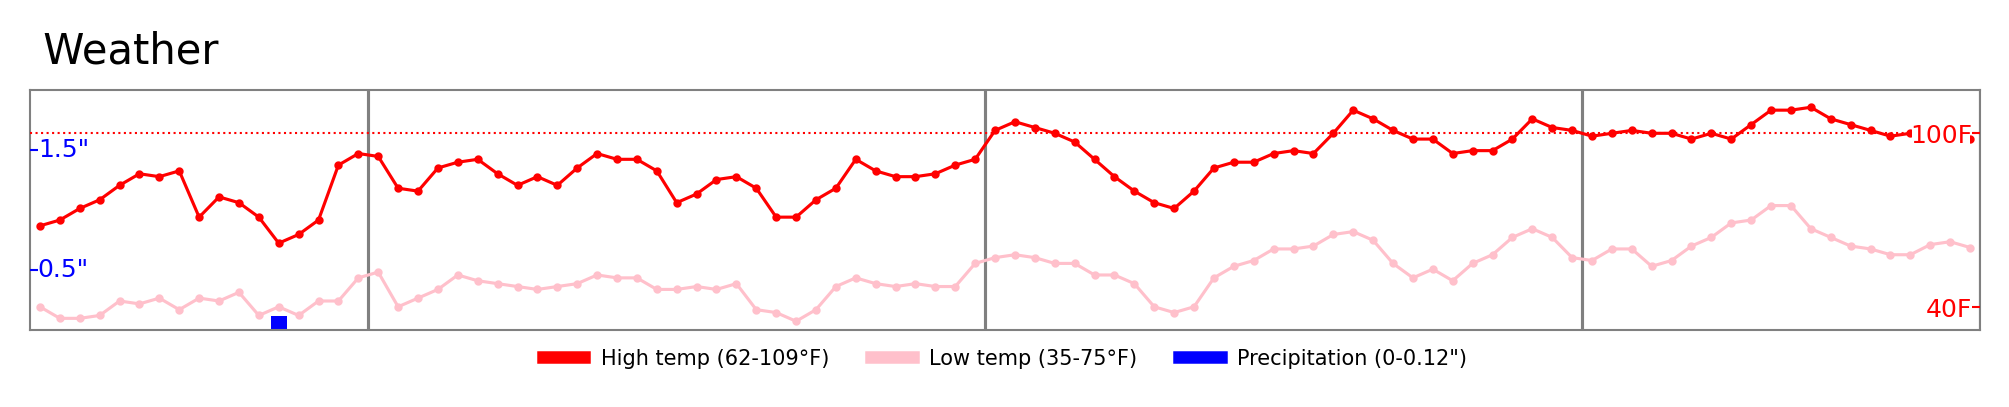 Weather
1.5"
100F
0.5"
40F
High temp (62-109°F) Low temp (35-75°F) Precipitation (0-0.12")